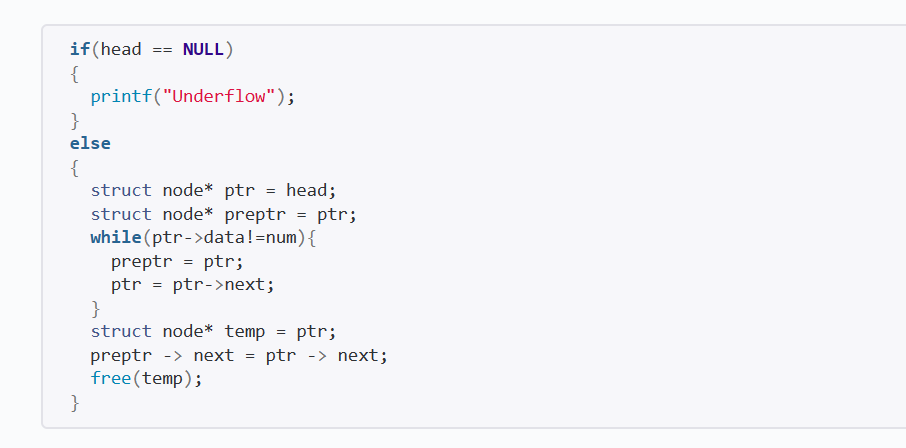 if(head == NULL)
{
  printf("Underflow");
}
else
{
  struct node* ptr = head;
  struct node* preptr = ptr;
  while(ptr->data!=num){
    preptr = ptr;
    ptr = ptr->next;
  }
  struct node* temp = ptr;
  preptr -> next = ptr -> next;
  free(temp);
}